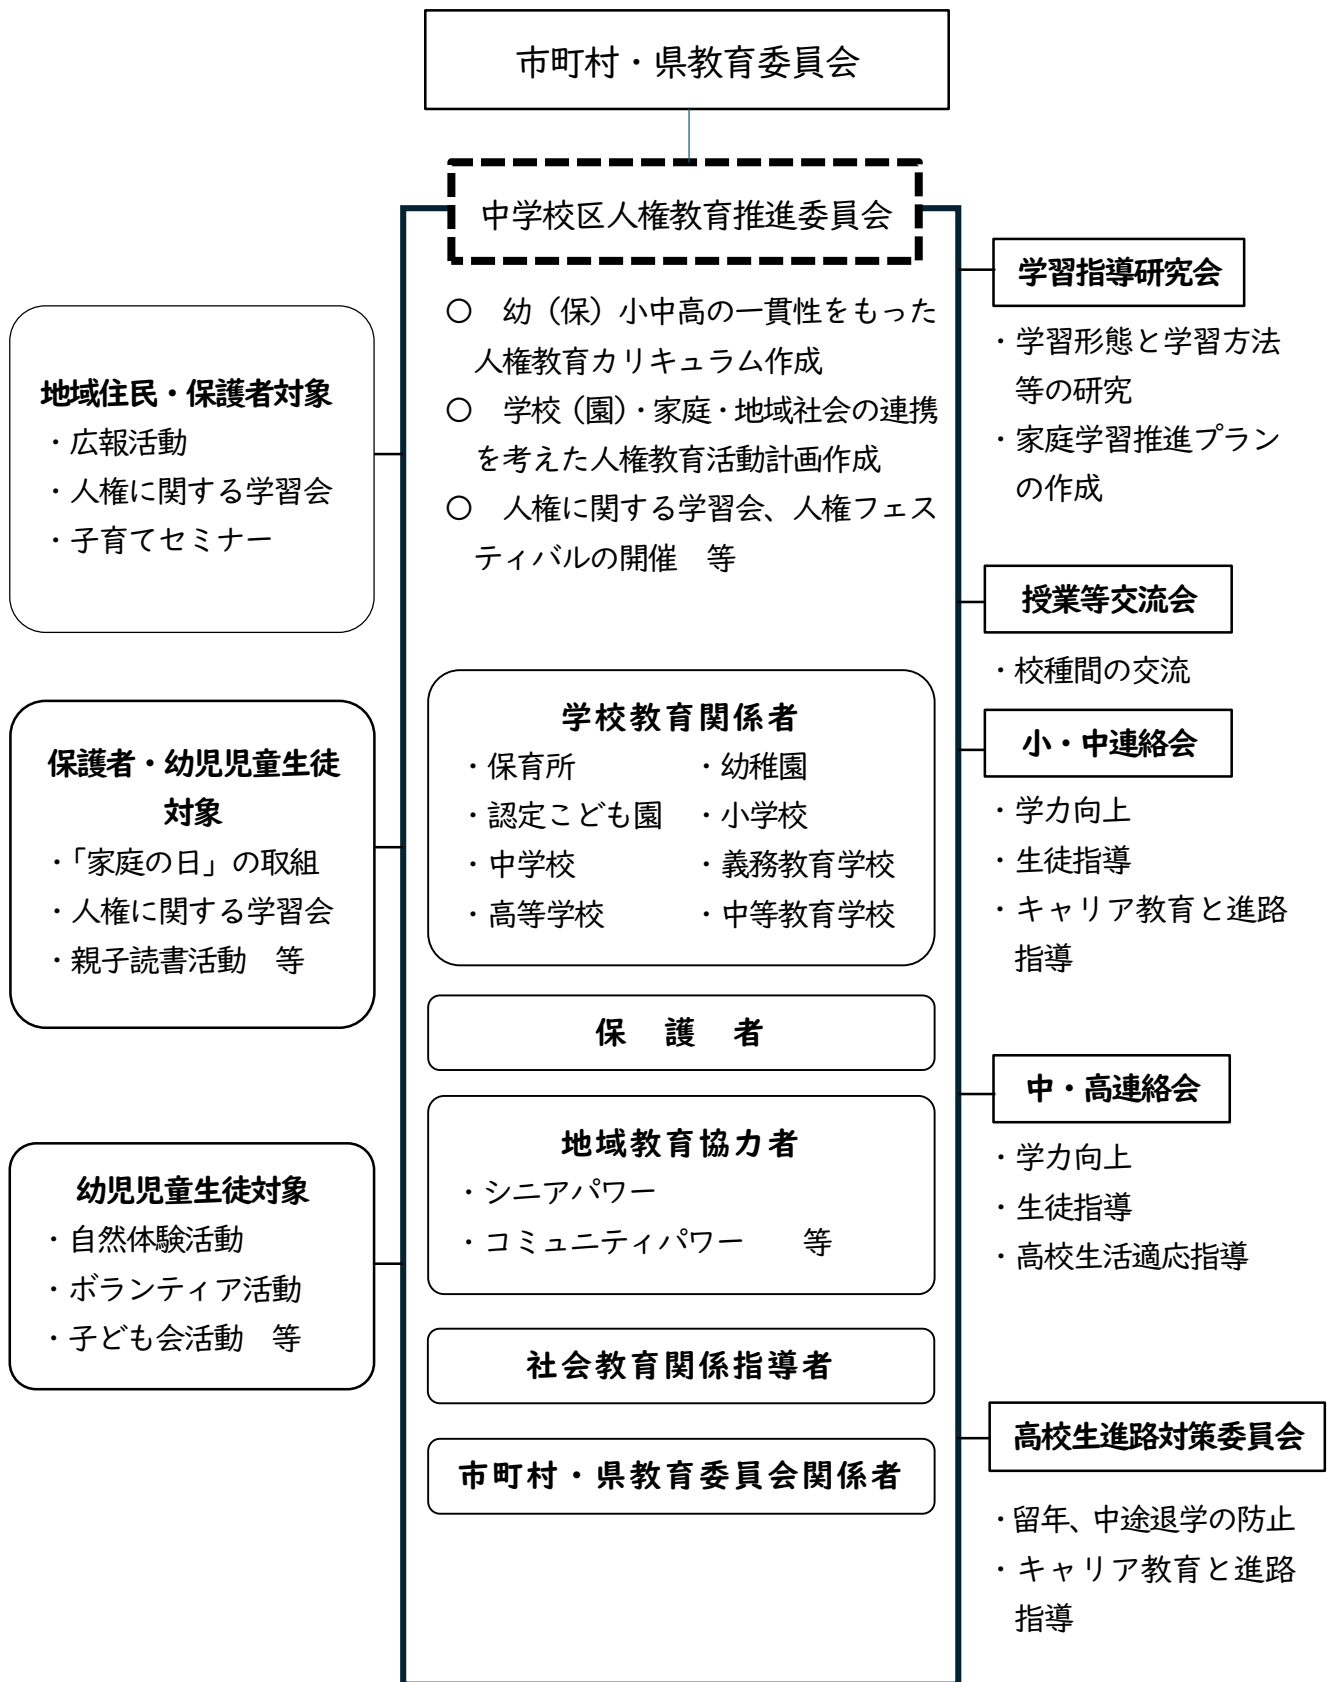 市町村・県教育委員会
中学校区人権教育推進委員会
○　幼（保）小中高の一貫性をもった
人権教育カリキュラム作成
○　学校（園）・家庭・地域社会の連携
を考えた人権教育活動計画作成
○　人権に関する学習会、人権フェス
ティバルの開催　等
地域住民・保護者対象
・広報活動
・人権に関する学習会
・子育てセミナー
保護者・幼児児童生徒
対象
・「家庭の日」の取組
・人権に関する学習会
・親子読書活動　等
幼児児童生徒対象
・自然体験活動
・ボランティア活動
・子ども会活動　等
学校教育関係者
・保育所　・幼稚園
・認定こども園　・小学校
・中学校　・義務教育学校
・高等学校　・中等教育学校
保　護　者
地域教育協力者
・シニアパワー
・コミュニティパワー　　等
社会教育関係指導者
市町村・県教育委員会関係者
学習指導研究会
・学習形態と学習方法
等の研究
・家庭学習推進プラン
の作成
授業等交流会
・校種間の交流
小・中連絡会
・学力向上
・生徒指導
・キャリア教育と進路
指導
中・高連絡会
・学力向上
・生徒指導
・高校生活適応指導
高校生進路対策委員会
・留年、中途退学の防止
・キャリア教育と進路
指導